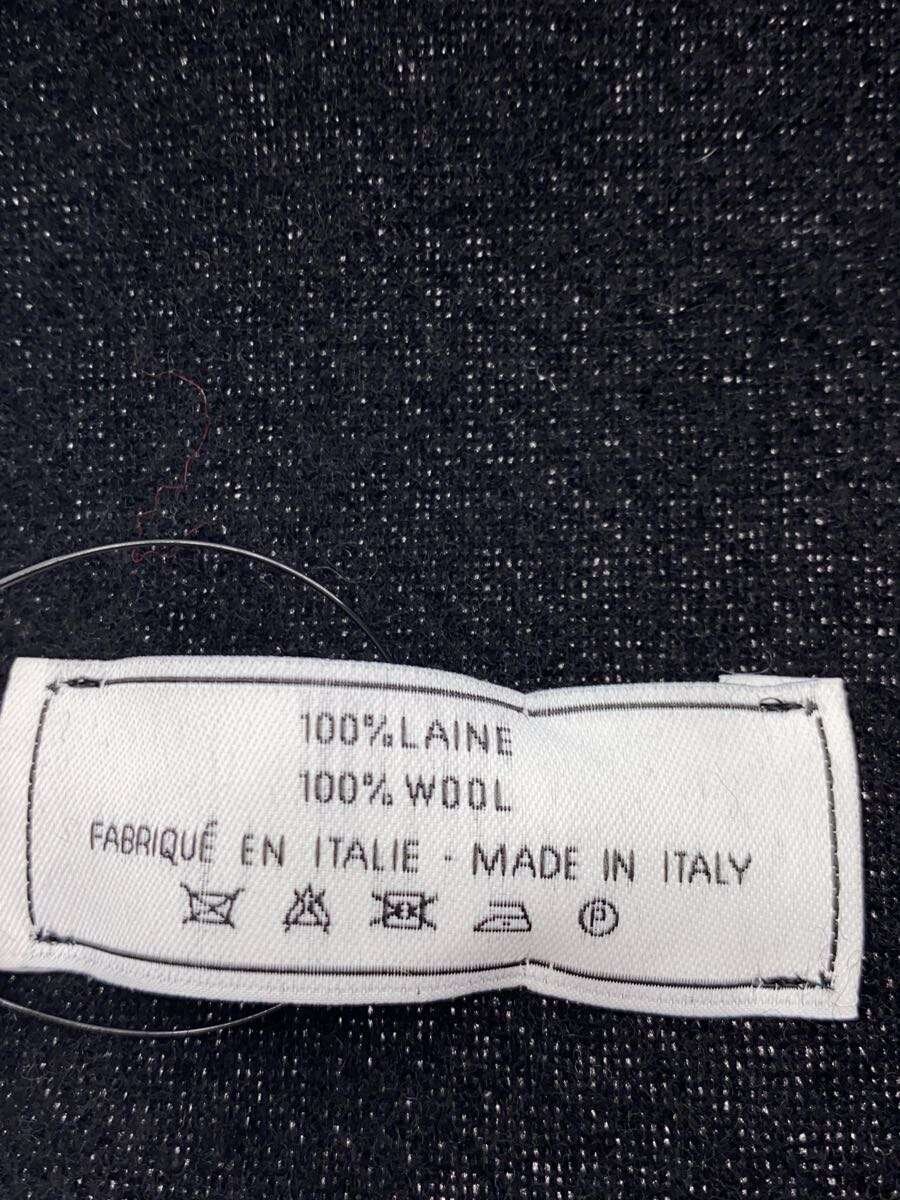 100% LAINE
100% WOOL
FABRIQUÉ EN ITALIE - MADE IN ITALY
P